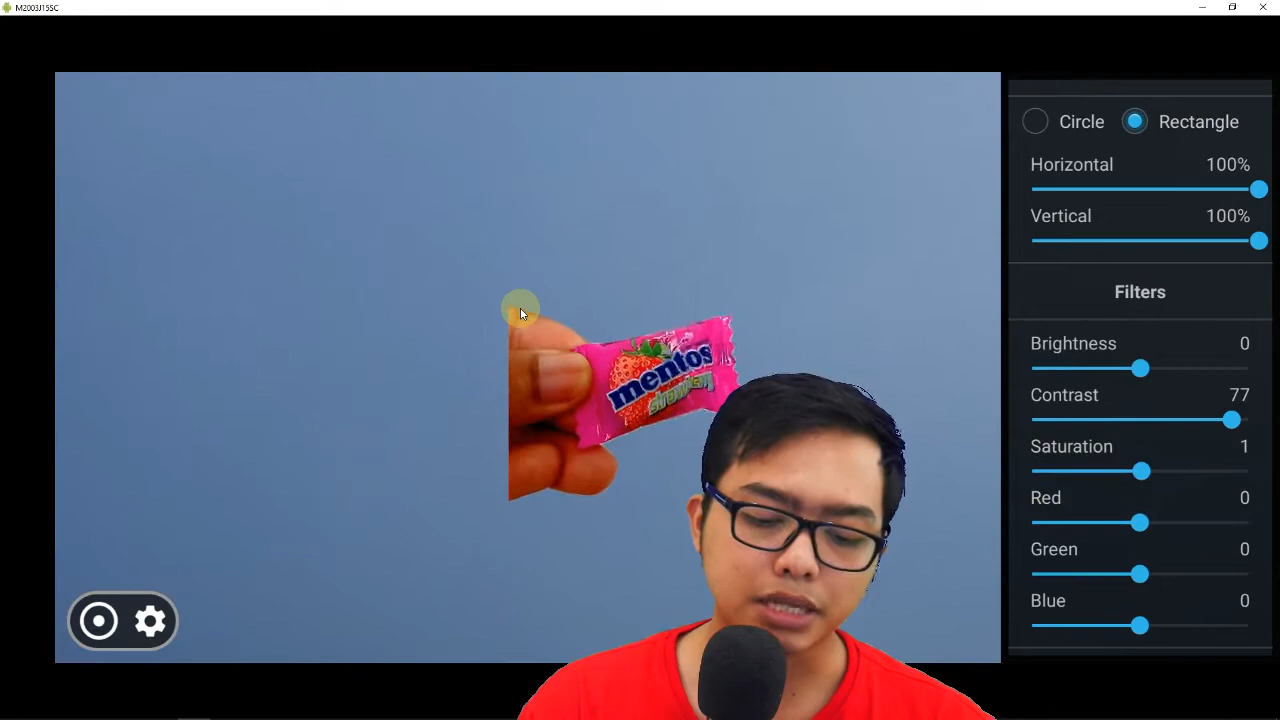 M2003J15SC
Circle
Rectangle
Horizontal 100%
Vertical 100%
Filters
Brightness 0
Contrast 77
Saturation 1
Red 0
Green 0
Blue 0
mentos
strawberry